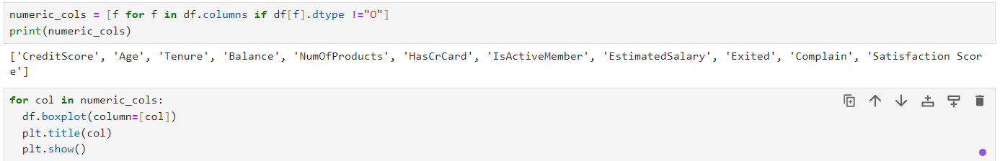 numeric_cols = [f for f in df.columns if df[f].dtype !="O"]
print(numeric_cols)
['CreditScore', 'Age', 'Tenure', 'Balance', 'NumOfProducts', 'HasCrCard', 'IsActiveMember', 'EstimatedSalary', 'Exited', 'Complain', 'Satisfaction Scor
e']
for col in numeric_cols:
  df.boxplot(column=[col])
  plt.title(col)
  plt.show()